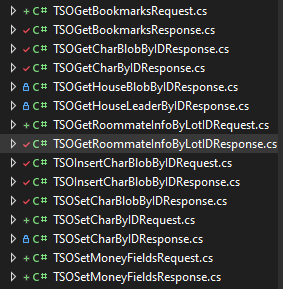 C# TSOGetBookmarksRequest.cs
C# TSOGetBookmarksResponse.cs
C# TSOGetCharBlobByIDResponse.cs
C# TSOGetCharByIDResponse.cs
C# TSOGetHouseBlobByIDResponse.cs
C# TSOGetHouseLeaderByIDResponse.cs
C# TSOGetRoommateInfoByLotIDRequest.cs
C# TSOGetRoommateInfoByLotIDResponse.cs
C# TSOInsertCharBlobByIDRequest.cs
C# TSOInsertCharBlobByIDResponse.cs
C# TSOSetCharBlobByIDResponse.cs
C# TSOSetCharByIDRequest.cs
C# TSOSetCharByIDResponse.cs
C# TSOSetMoneyFieldsRequest.cs
C# TSOSetMoneyFieldsResponse.cs